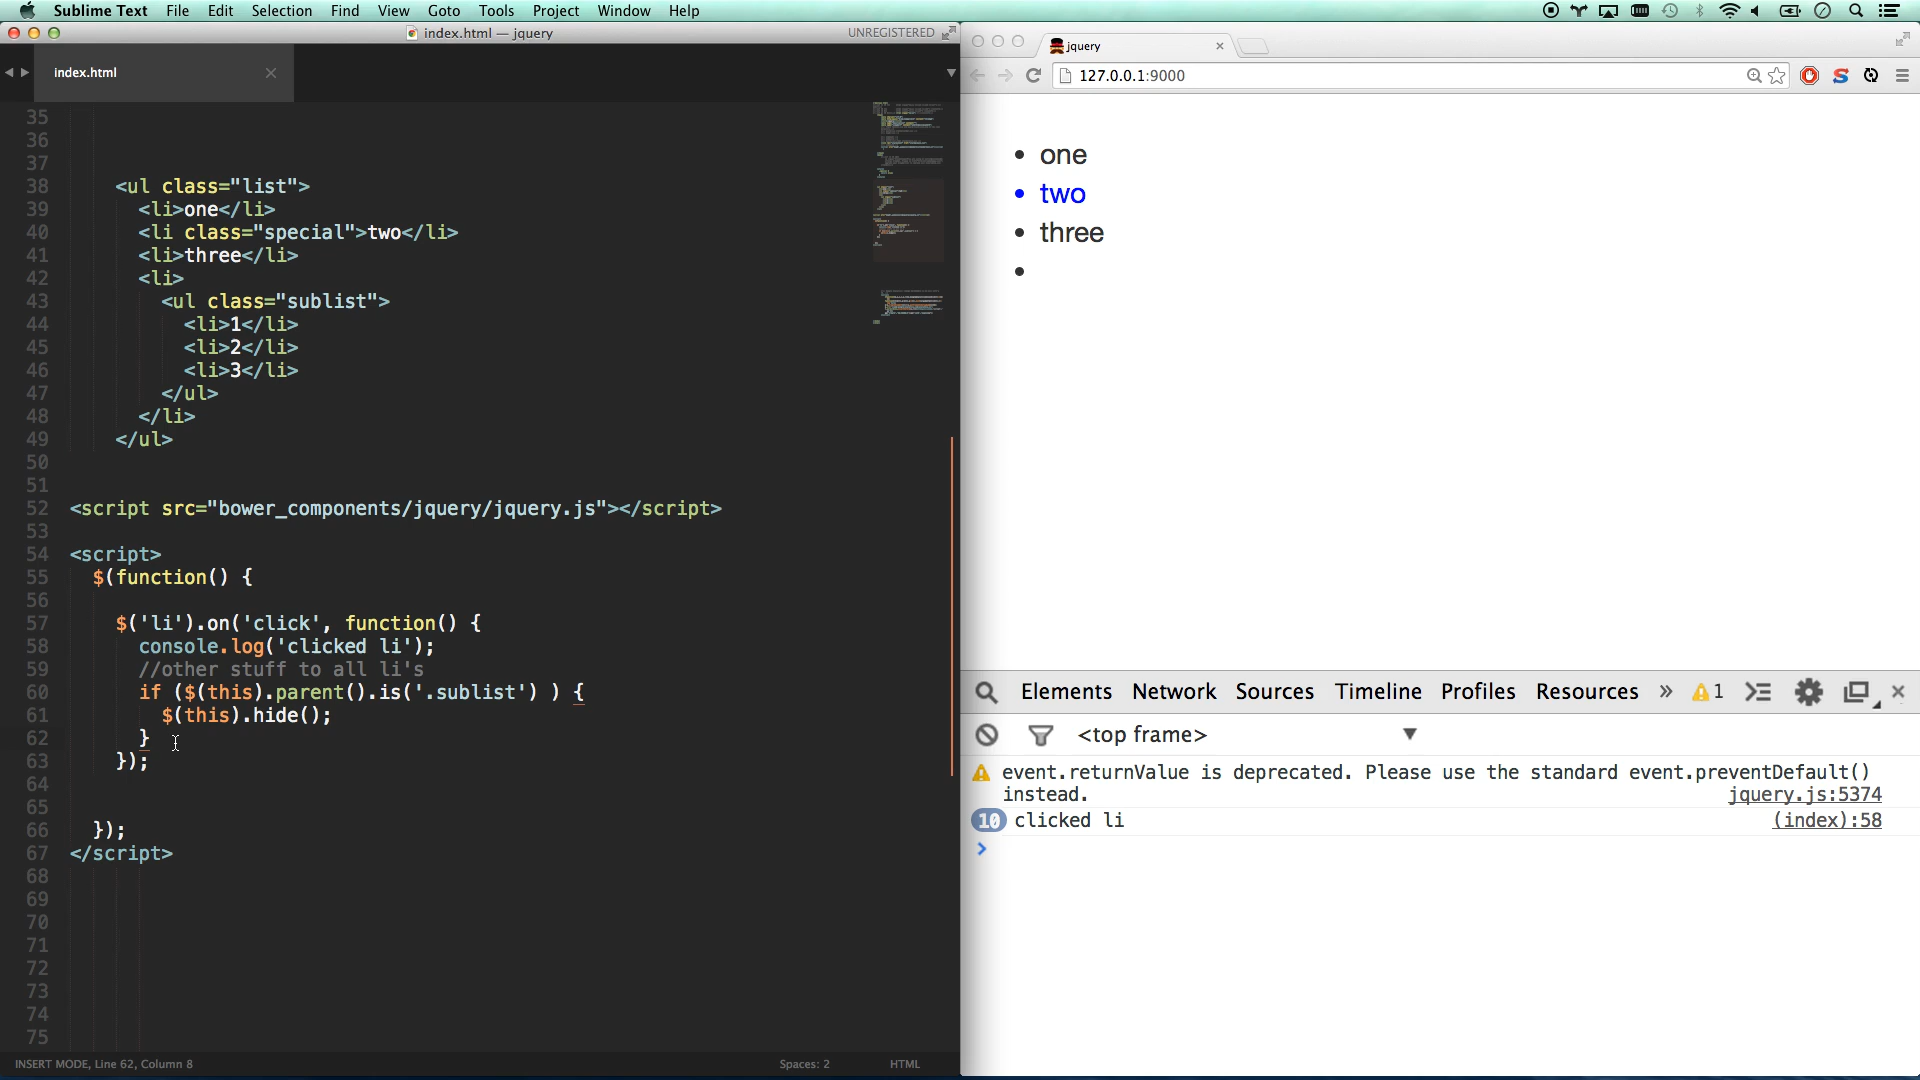 Sublime Text File Edit Selection Find View Goto Tools Project Window Help
index.html — jquery UNREGISTERED
index.html
35
36
37
38 <ul class="list">
39 <li>one</li>
40 <li class="special">two</li>
41 <li>three</li>
42 <li>
43 <ul class="sublist">
44 <li>1</li>
45 <li>2</li>
46 <li>3</li>
47 </ul>
48 </li>
49 </ul>
50
51
52 <script src="bower_components/jquery/jquery.js"></script>
53
54 <script>
55 $(function() {
56
57 $('li').on('click', function() {
58 console.log('clicked li');
59 //other stuff to all li's
60 if ($(this).parent().is('.sublist') ) {
61 $(this).hide();
62 }
63 });
64
65
66 });
67 </script>
68
69
70
71
72
73
74
75
INSERT MODE, Line 62, Column 8 Spaces: 2 HTML
jquery
127.0.0.1:9000
one
two
three
Elements Network Sources Timeline Profiles Resources » 1
<top frame>
event.returnValue is deprecated. Please use the standard event.preventDefault()
instead. jquery.js:5374
10 clicked li (index):58